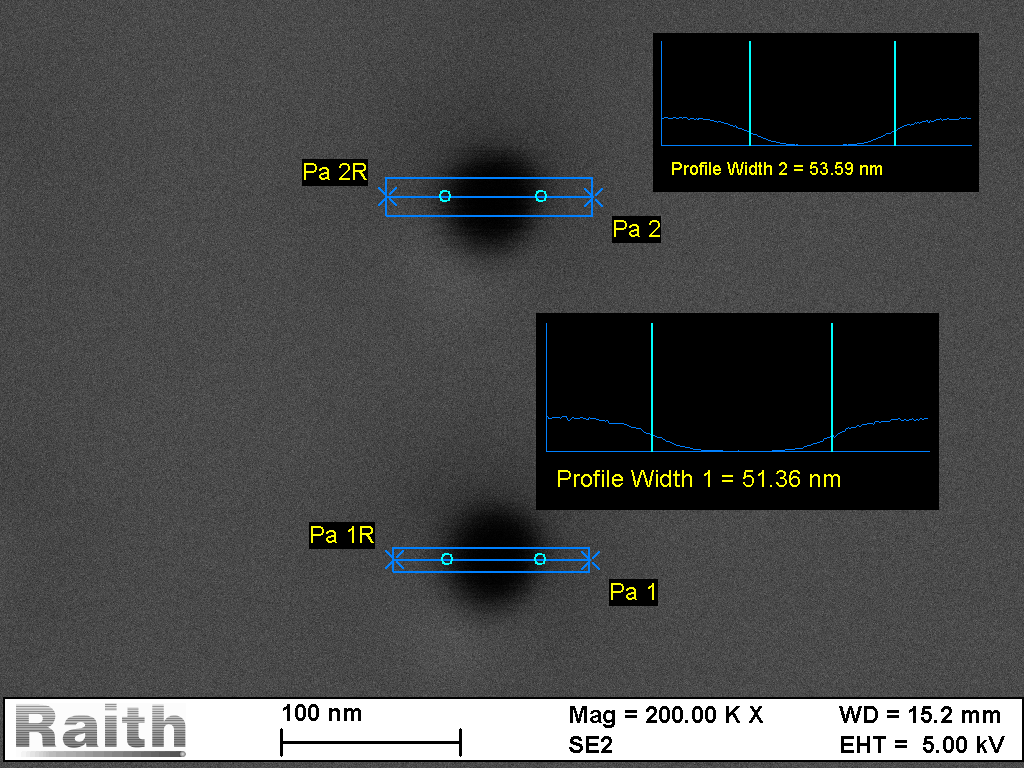 Profile Width 2 = 53.59 nm
Pa 2R
Pa 2
Profile Width 1 = 51.36 nm
Pa 1R
Pa 1
Raith
100 nm
Mag = 200.00 K X
WD = 15.2 mm
SE2
EHT = 5.00 kV